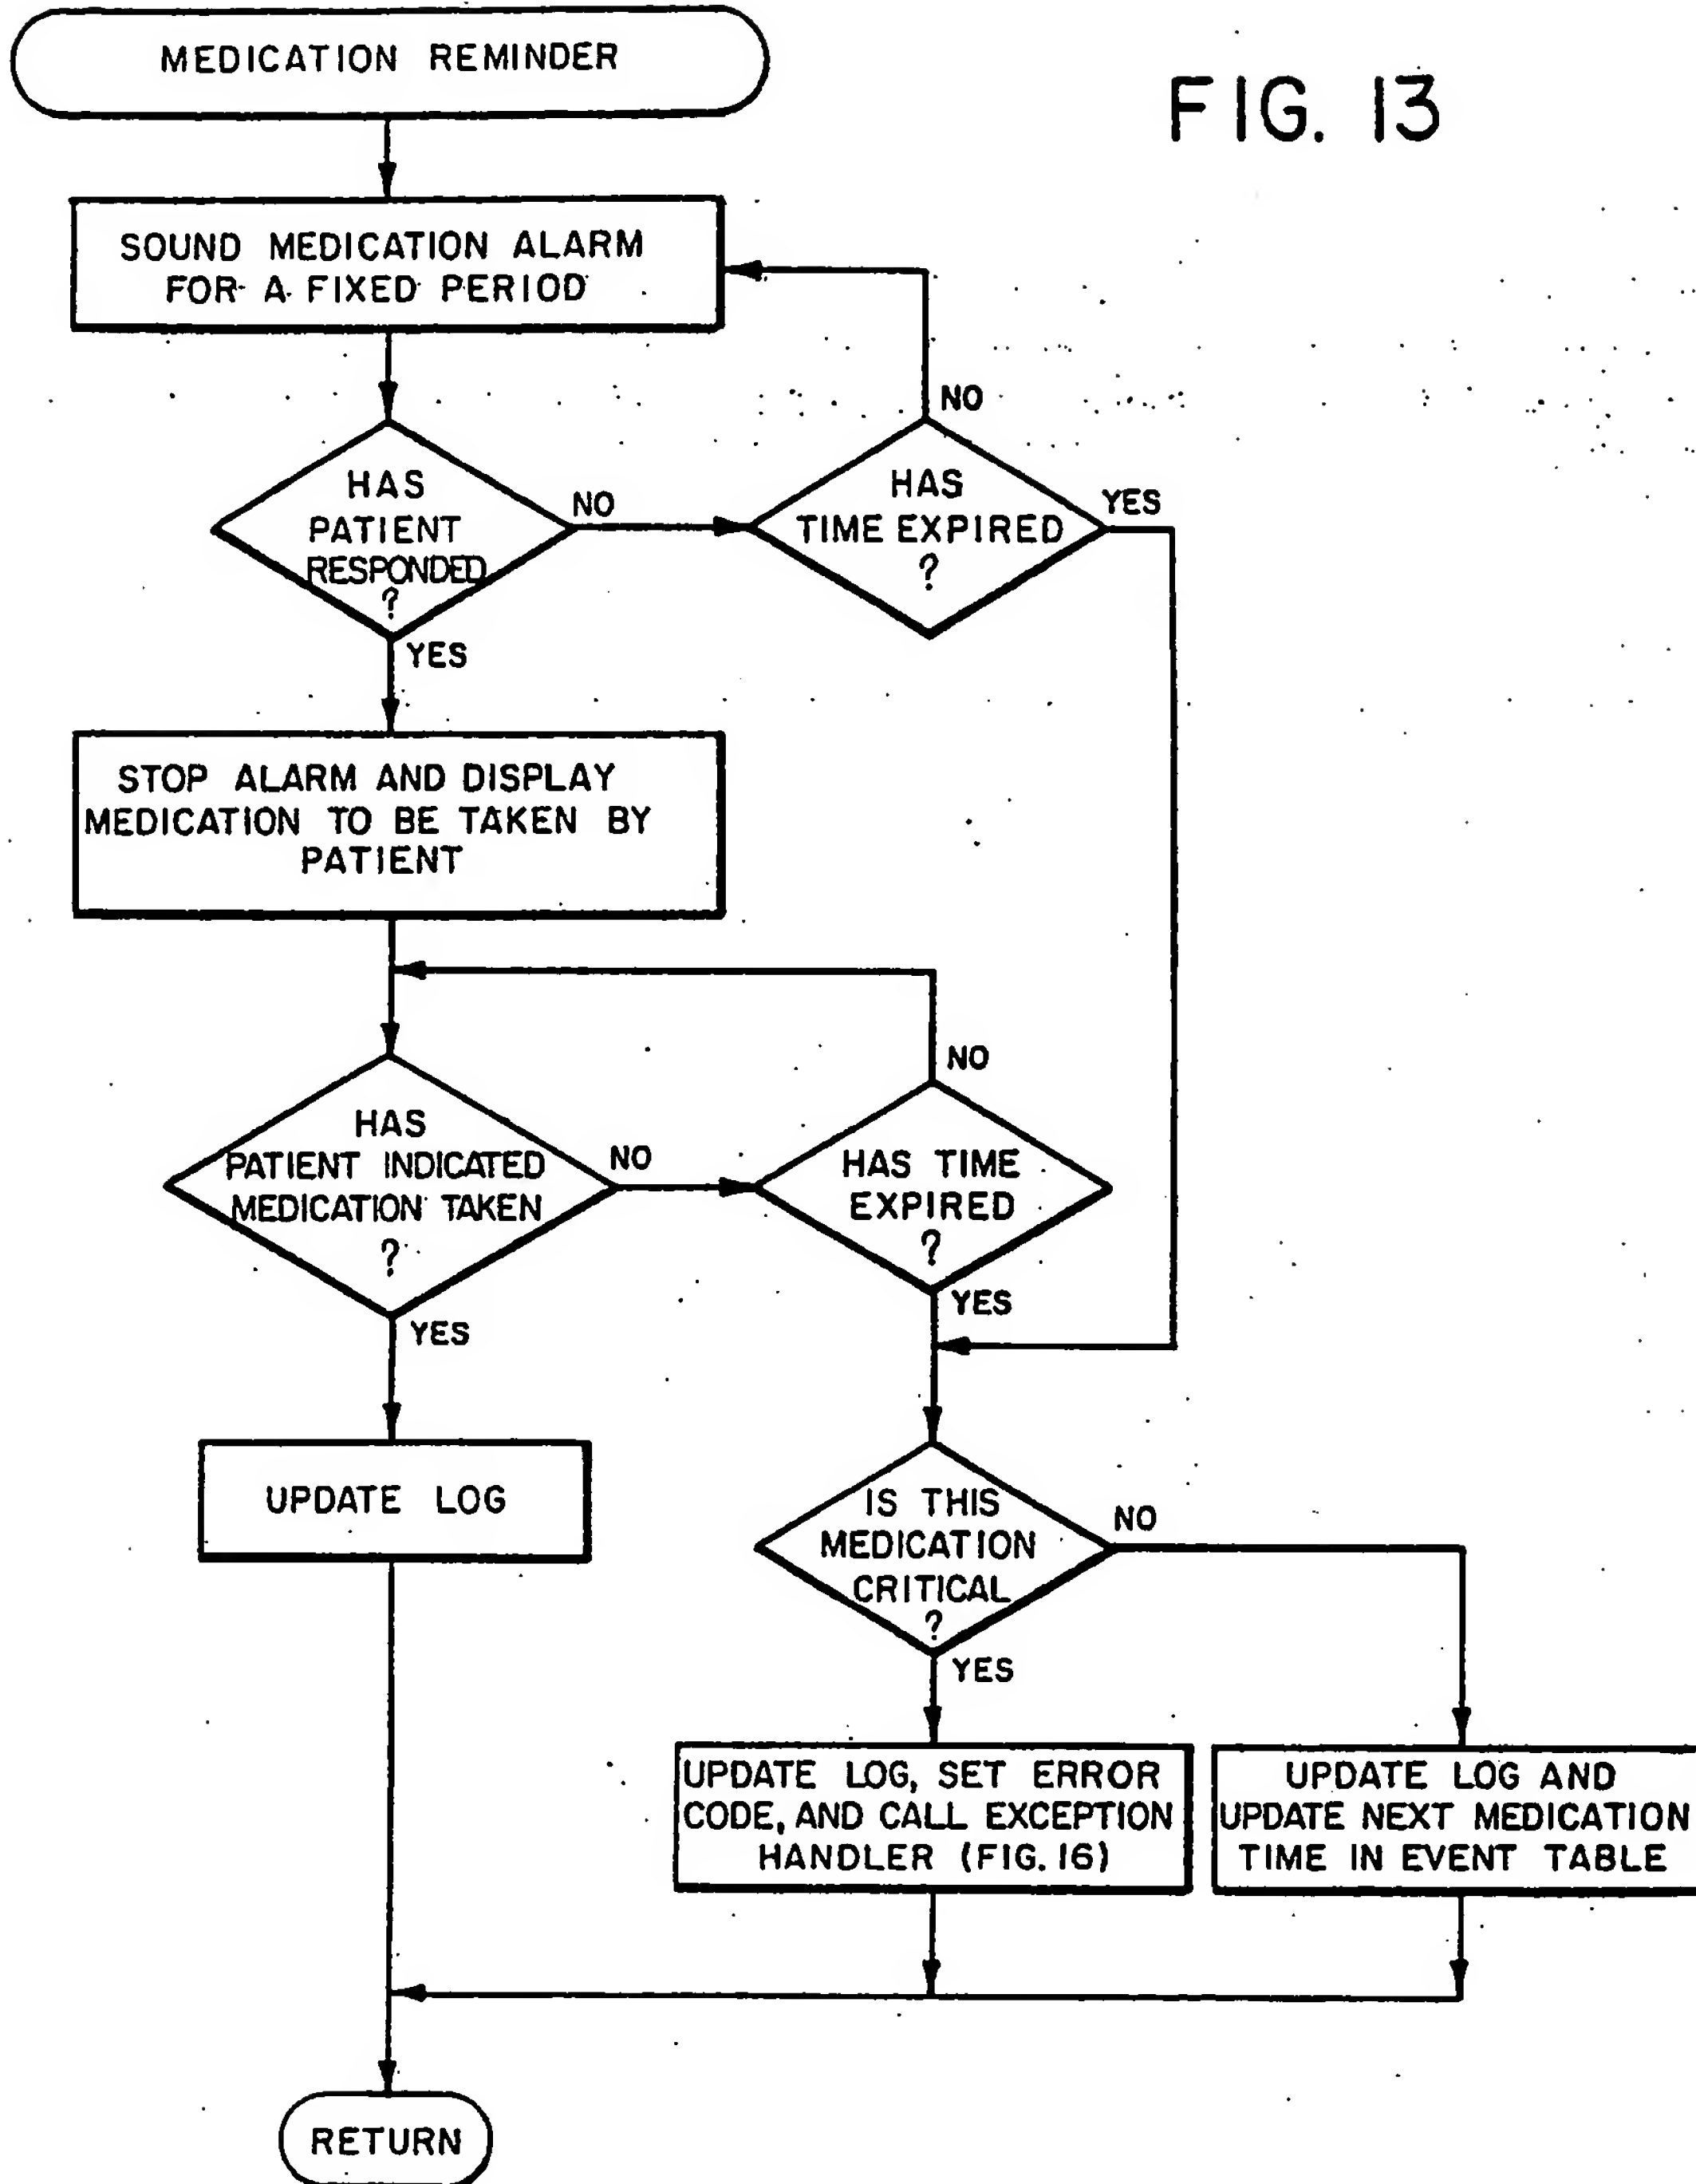 MEDICATION REMINDER
FIG. 13
SOUND MEDICATION ALARM
FOR A FIXED PERIOD
NO
HAS
PATIENT
RESPONDED
?
NO
HAS
TIME EXPIRED
?
YES
YES
STOP ALARM AND DISPLAY
MEDICATION TO BE TAKEN BY
PATIENT
NO
HAS
PATIENT INDICATED
MEDICATION TAKEN
?
NO
HAS TIME
EXPIRED
?
YES
YES
UPDATE LOG
IS THIS
MEDICATION
CRITICAL
?
NO
YES
UPDATE LOG, SET ERROR
CODE, AND CALL EXCEPTION
HANDLER (FIG. 16)
UPDATE LOG AND
UPDATE NEXT MEDICATION
TIME IN EVENT TABLE
RETURN